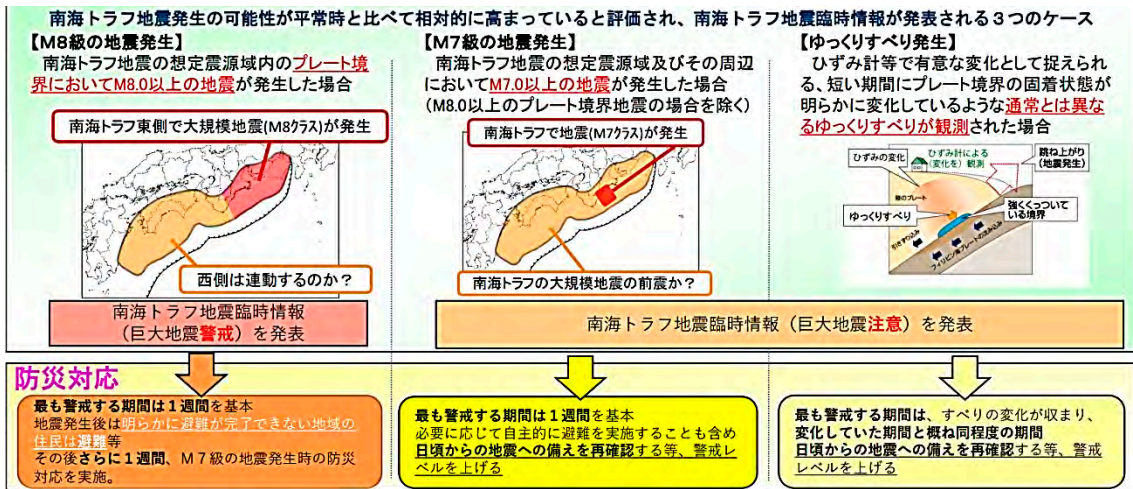 南海トラフ地震発生の可能性が平常時と比べて相対的に高まっていると評価され、南海トラフ地震臨時情報が発表される３つのケース
【M８級の地震発生】
南海トラフ地震の想定震源域内のプレート境
界においてM8.0以上の地震が発生した場合
南海トラフ東側で大規模地震(M8クラス)が発生
西側は連動するのか？
南海トラフ地震臨時情報
（巨大地震警戒）を発表
【M７級の地震発生】
南海トラフ地震の想定震源域及びその周辺
においてM7.0以上の地震が発生した場合
（M8.0以上のプレート境界地震の場合を除く）
南海トラフで地震(M7クラス)が発生
南海トラフの大規模地震の前震か？
【ゆっくりすべり発生】
ひずみ計等で有意な変化として捉えられ
る、短い期間にプレート境界の固着状態が
明らかに変化しているような通常とは異な
るゆっくりすべりが観測された場合
ひずみの変化
ひずみ計による
（変化を）観測
跳ね上がり
（地震発生）
陸のプレート
ゆっくりすべり
強くくっついて
いる境界
引きずり込み
フィリピン海プレートの沈み込み
南海トラフ地震臨時情報（巨大地震注意）を発表
防災対応
最も警戒する期間は１週間を基本
地震発生後は明らかに避難が完了できない地域の
住民は避難等
その後さらに１週間、Ｍ７級の地震発生時の防災
対応を実施。
最も警戒する期間は１週間を基本
必要に応じて自主的に避難を実施することも含め
日頃からの地震への備えを再確認する等、警戒
レベルを上げる
最も警戒する期間は、すべりの変化が収まり、
変化していた期間と概ね同程度の期間
日頃からの地震への備えを再確認する等、警戒
レベルを上げる